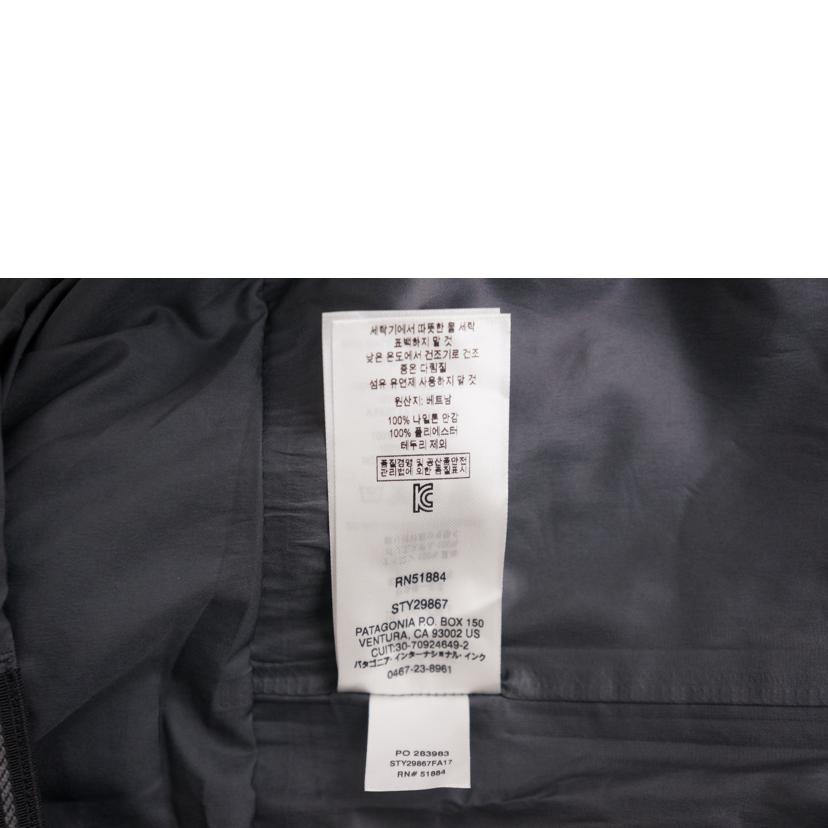 세탁기에서 따뜻한 물 세탁
표백하지 말 것
낮은 온도에서 건조기로 건조
중온 다림질
섬유 유연제 사용하지 말 것
원산지: 베트남
100% 나일론 안감
100% 폴리에스터
테두리 제외
품질경영 및 공산품안전
관리법에 의한 품질표시
RN51884
STY29867
PATAGONIA P.O. BOX 150
VENTURA, CA 93002 US
CUIT:30-70924649-2
パタゴニア・インターナショナル・インク
0467-23-8961
PO 283983
STY29867FA17
RN# 51884